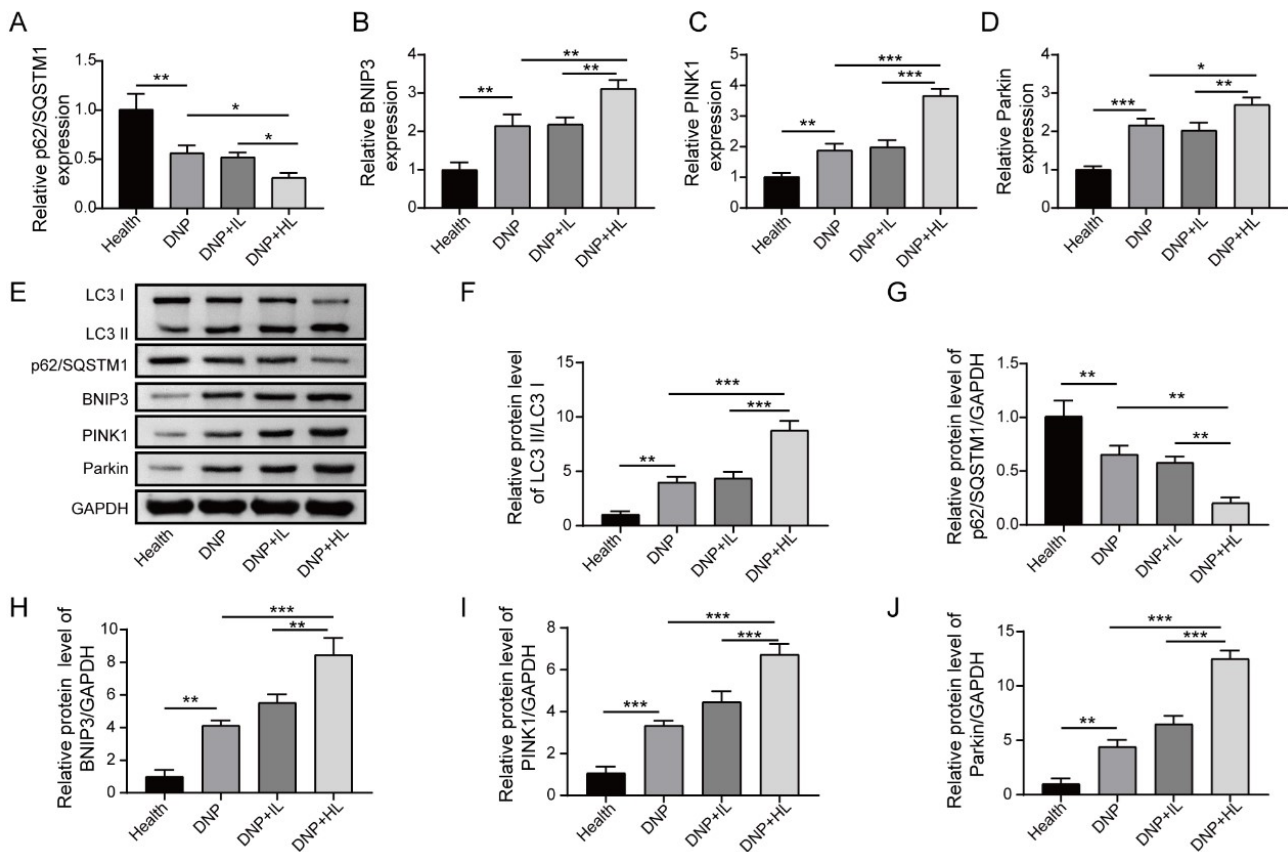 A
Relative p62/SQSTM1
expression
1.5
1.0
0.5
0.0
**
*
*
Health
DNP
DNP+IL
DNP+HL
B
Relative BNIP3
expression
4
3
2
1
0
**
**
**
Health
DNP
DNP+IL
DNP+HL
C
Relative PINK1
expression
5
4
3
2
1
0
***
***
**
Health
DNP
DNP+IL
DNP+HL
D
Relative Parkin
expression
4
3
2
1
0
*
**
***
Health
DNP
DNP+IL
DNP+HL
E
LC3 I
LC3 II
p62/SQSTM1
BNIP3
PINK1
Parkin
GAPDH
Health
DNP
DNP+IL
DNP+HL
F
Relative protein level
of LC3 II/LC3 I
15
10
5
0
***
***
**
Health
DNP
DNP+IL
DNP+HL
G
Relative protein level of
p62/SQSTM1/GAPDH
1.5
1.0
0.5
0.0
**
**
**
Health
DNP
DNP+IL
DNP+HL
H
Relative protein level of
BNIP3/GAPDH
10
8
6
4
2
0
***
**
**
Health
DNP
DNP+IL
DNP+HL
I
Relative protein level of
PINK1/GAPDH
8
6
4
2
0
***
***
***
Health
DNP
DNP+IL
DNP+HL
J
Relative protein level of
Parkin/GAPDH
15
10
5
0
***
***
**
Health
DNP
DNP+IL
DNP+HL